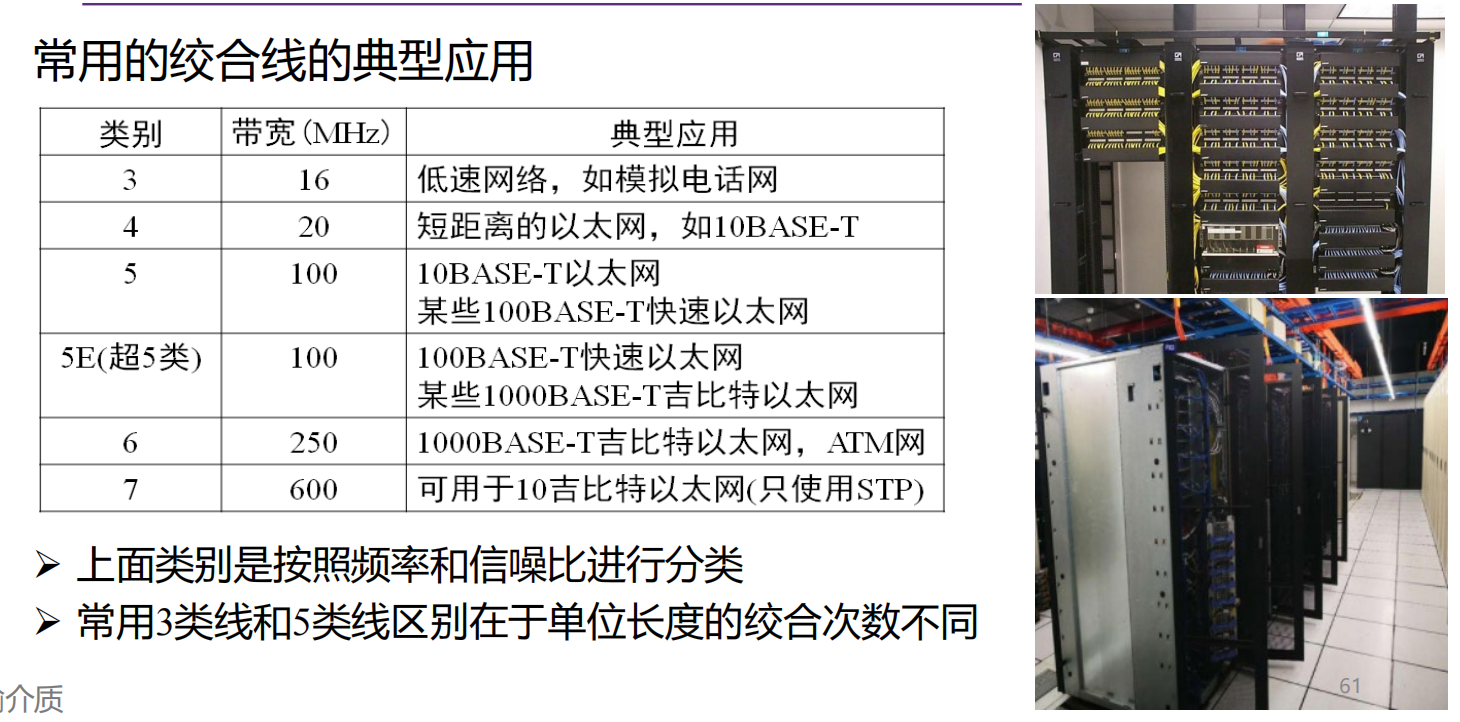 常用的绞合线的典型应用
类别 带宽(MHz) 典型应用
3 16 低速网络，如模拟电话网
4 20 短距离的以太网，如10BASE-T
5 100 10BASE-T以太网
某些100BASE-T快速以太网
5E(超5类) 100 100BASE-T快速以太网
某些1000BASE-T吉比特以太网
6 250 1000BASE-T吉比特以太网，ATM网
7 600 可用于10吉比特以太网(只使用STP)
➢ 上面类别是按照频率和信噪比进行分类
➢ 常用3类线和5类线区别在于单位长度的绞合次数不同
介质
61